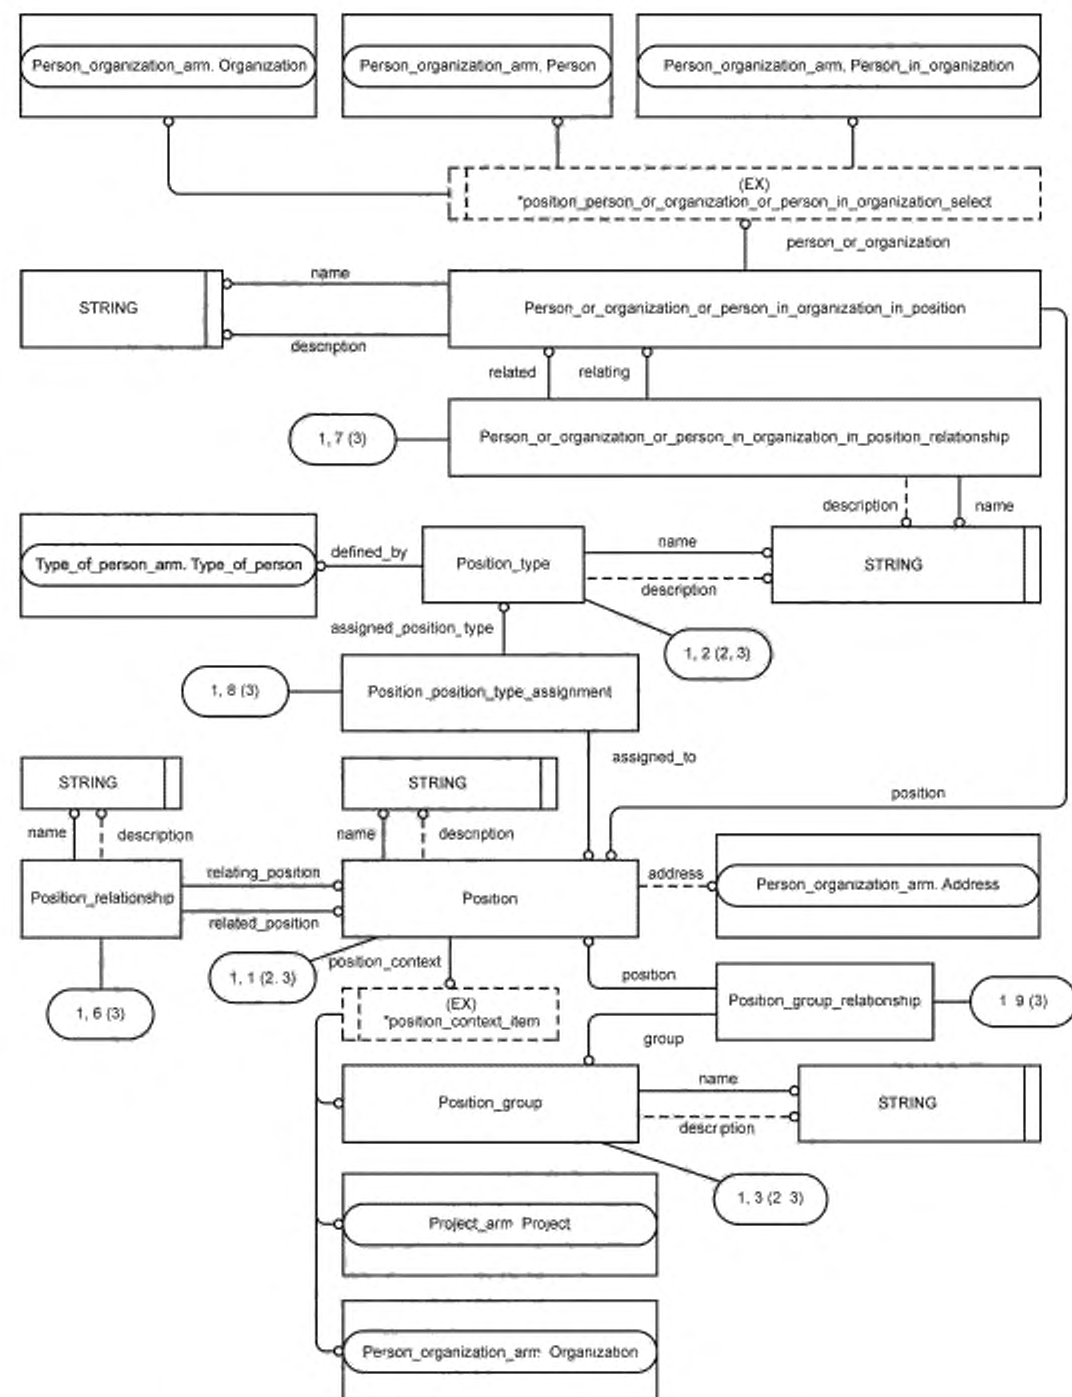 Person_organization_arm. Organization
Person_organization_arm. Person
Person_organization_arm. Person_in_organization
(EX)
*position_person_or_organization_or_person_in_organization_select
person_or_organization
name
STRING
Person_or_organization_or_person_in_organization_in_position
description
related
relating
1, 7 (3)
Person_or_organization_or_person_in_organization_in_position_relationship
description
name
Type_of_person_arm. Type_of_person
defined_by
Position_type
name
description
STRING
assigned_position_type
1, 2 (2, 3)
1, 8 (3)
Position_position_type_assignment
assigned_to
position
STRING
STRING
name
description
name
description
Position_relationship
relating_position
related_position
Position
address
Person_organization_arm. Address
1, 1 (2. 3)
position_context
1, 6 (3)
(EX)
*position_context_item
position
Position_group_relationship
1 9 (3)
group
Position_group
name
description
STRING
1, 3 (2 3)
Project_arm Project
Person_organization_arm Organization